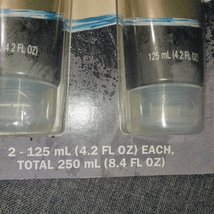 (4.2 FL OZ)
125 mL (4.2 FL OZ)
2 - 125 mL (4.2 FL OZ) EACH,
TOTAL 250 mL (8.4 FL OZ)